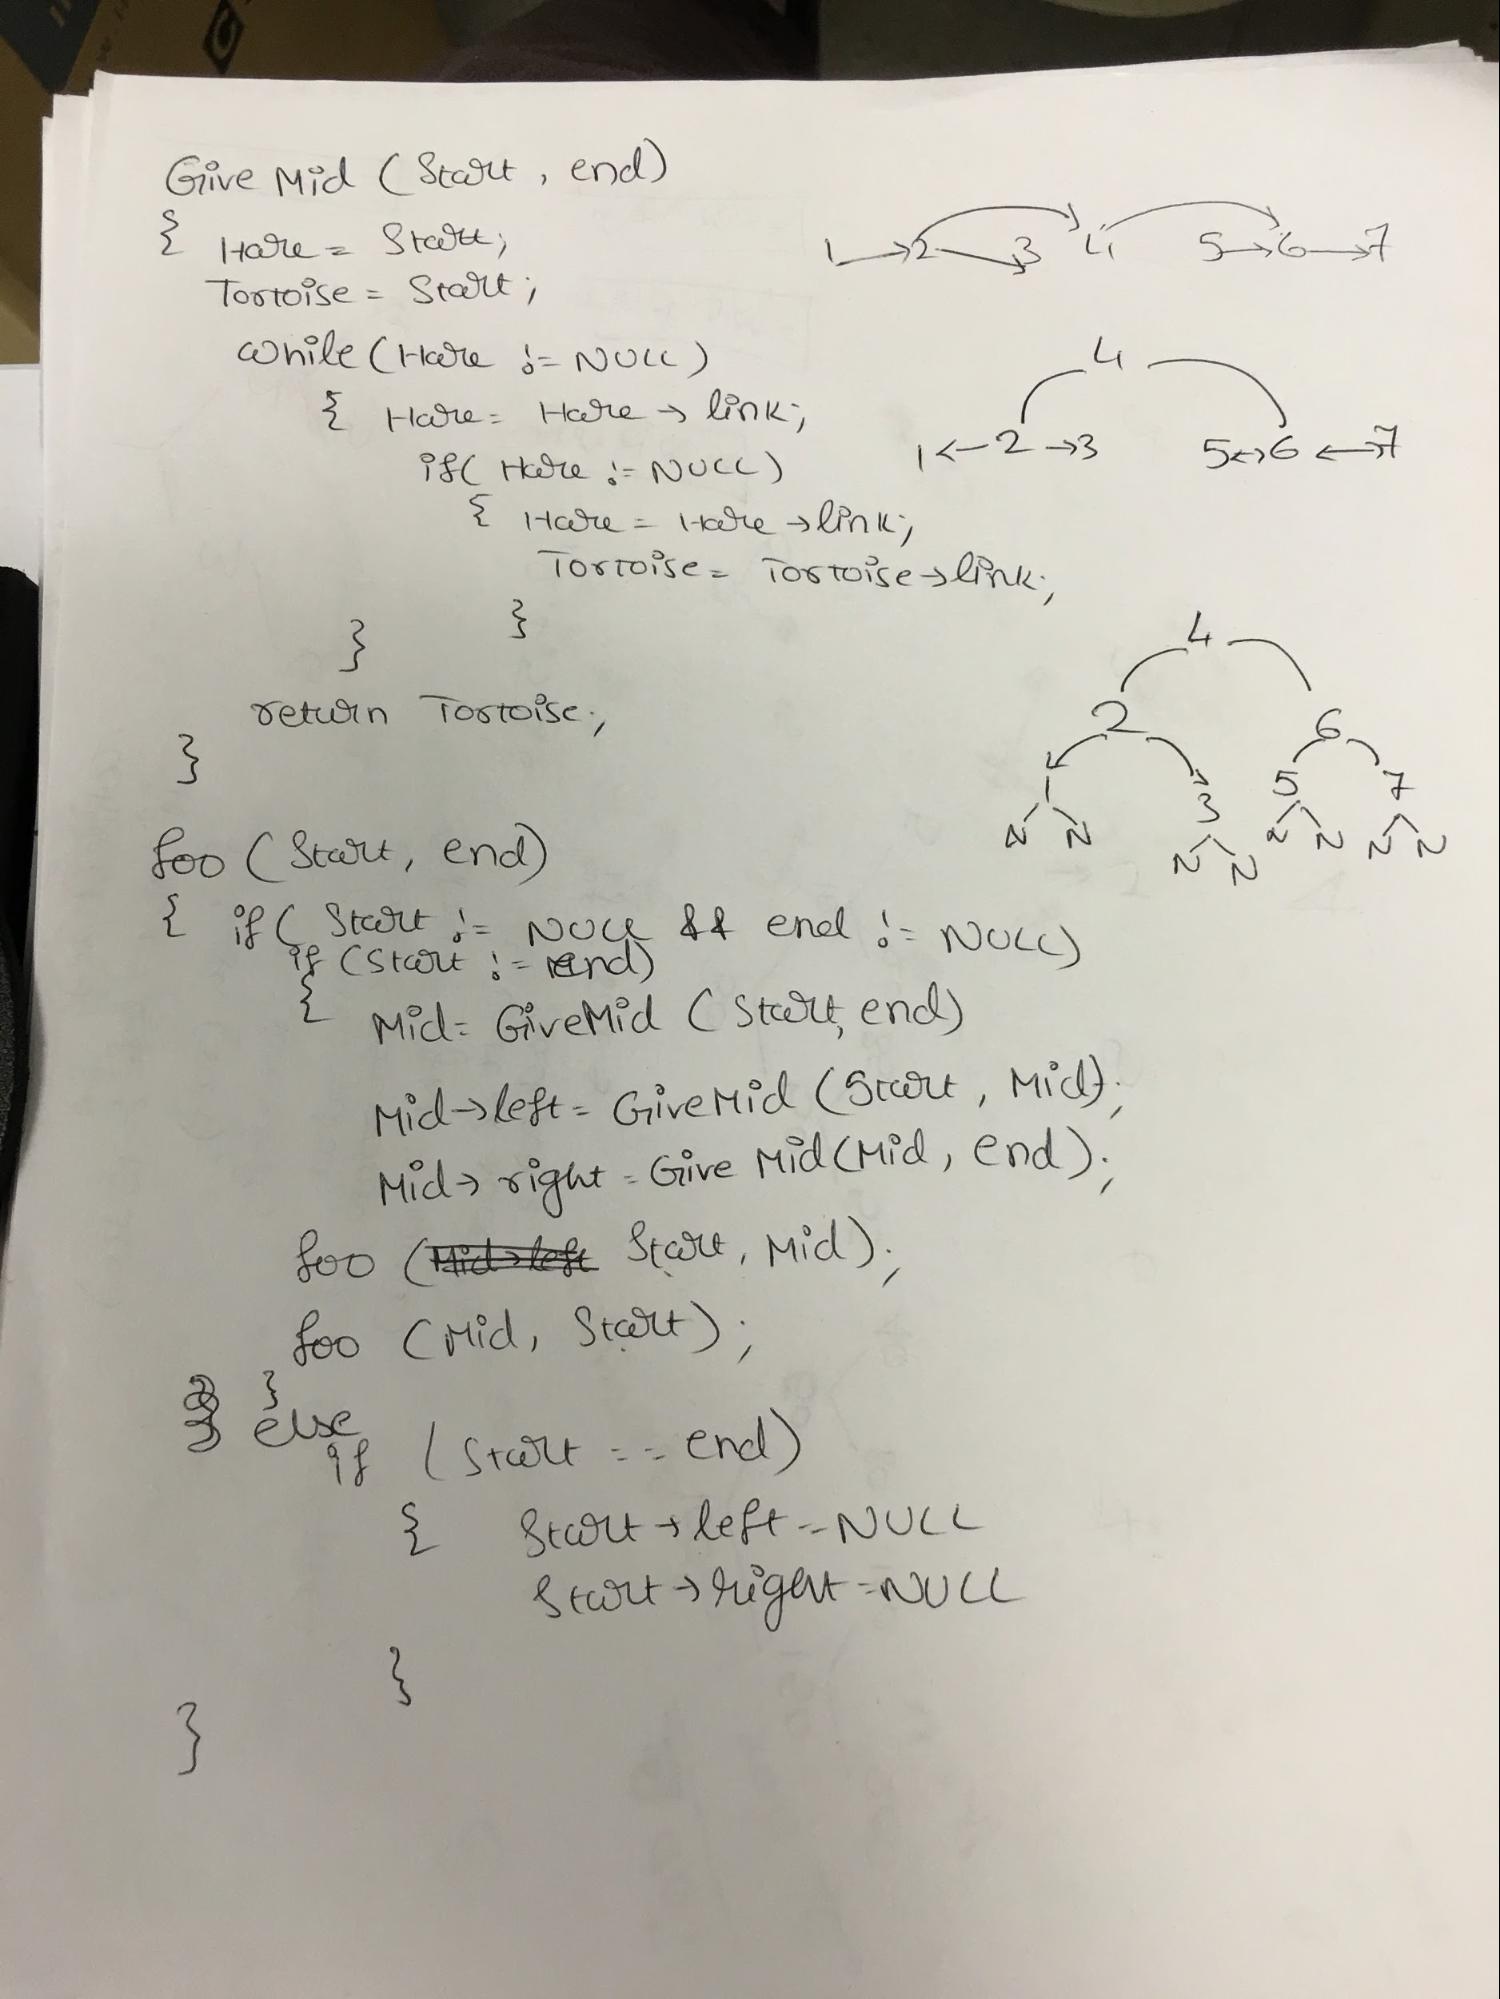 Give Mid (Start, end)
{ Hare = Start;
Tortoise = Start;
while (Hare != NULL)
{ Hare = Hare → link;
if( Hare != NULL)
{ Hare = Hare → link;
Tortoise = Tortoise → link;
}
}
return Tortoise;
}
1 → 2 → 3 4 5 → 6 → 7
4
1 ← 2 → 3 5 ↔ 6 ← 7
4
2 6
1 3 5 7
N N N N N N N N
foo (Start, end)
{ if( Start != NULL && end != NULL)
if (Start != end)
{ Mid = GiveMid (Start, end)
Mid → left = GiveMid (Start, Mid);
Mid → right = Give Mid (Mid, end);
foo (Start, Mid);
foo (Mid, Start);
}
} else
if (Start == end)
{ Start → left = NULL
Start → right = NULL
}
}